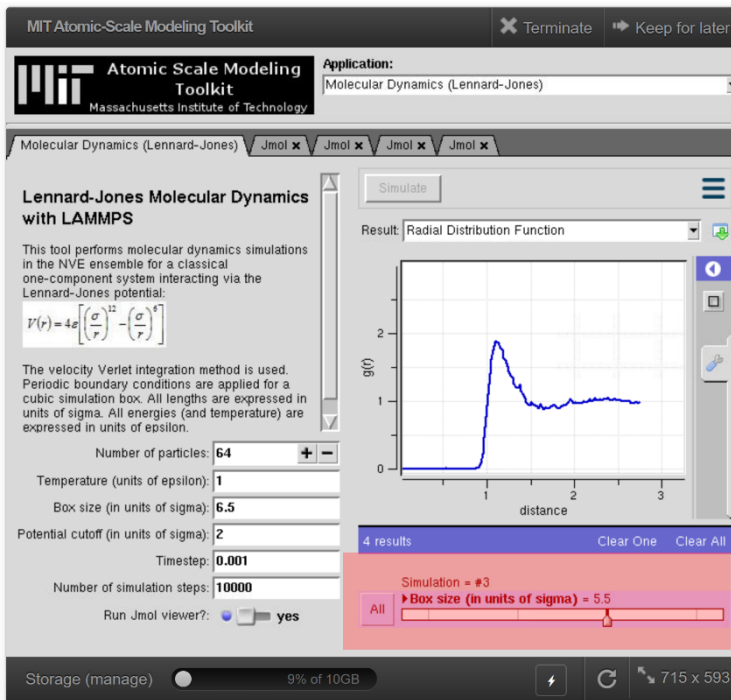 MIT Atomic-Scale Modeling Toolkit
Terminate
Keep for later
MIT
Atomic Scale Modeling
Toolkit
Massachusetts Institute of Technology
Application:
Molecular Dynamics (Lennard-Jones)
Molecular Dynamics (Lennard-Jones)
Jmol
Jmol
Jmol
Jmol
Lennard-Jones Molecular Dynamics
with LAMMPS
This tool performs molecular dynamics simulations
in the NVE ensemble for a classical
one-component system interacting via the
Lennard-Jones potential:
V(r) = 4ε[(σ/r)^12 − (σ/r)^6]
The velocity Verlet integration method is used.
Periodic boundary conditions are applied for a
cubic simulation box. All lengths are expressed in
units of sigma. All energies (and temperature) are
expressed in units of epsilon.
Number of particles: 64 + −
Temperature (units of epsilon): 1
Box size (in units of sigma): 6.5
Potential cutoff (in units of sigma): 2
Timestep: 0.001
Number of simulation steps: 10000
Run Jmol viewer?: yes
Simulate
Result: Radial Distribution Function
g(r)
2
1
0
1 2 3
distance
4 results
Clear One
Clear All
Simulation = #3
All
Box size (in units of sigma) = 5.5
Storage (manage)
9% of 10GB
715 x 593